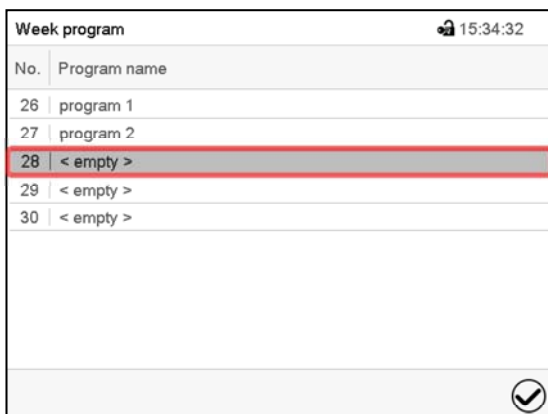 Week program 15:34:32
No. Program name
26 program 1
27 program 2
28 < empty >
29 < empty >
30 < empty >